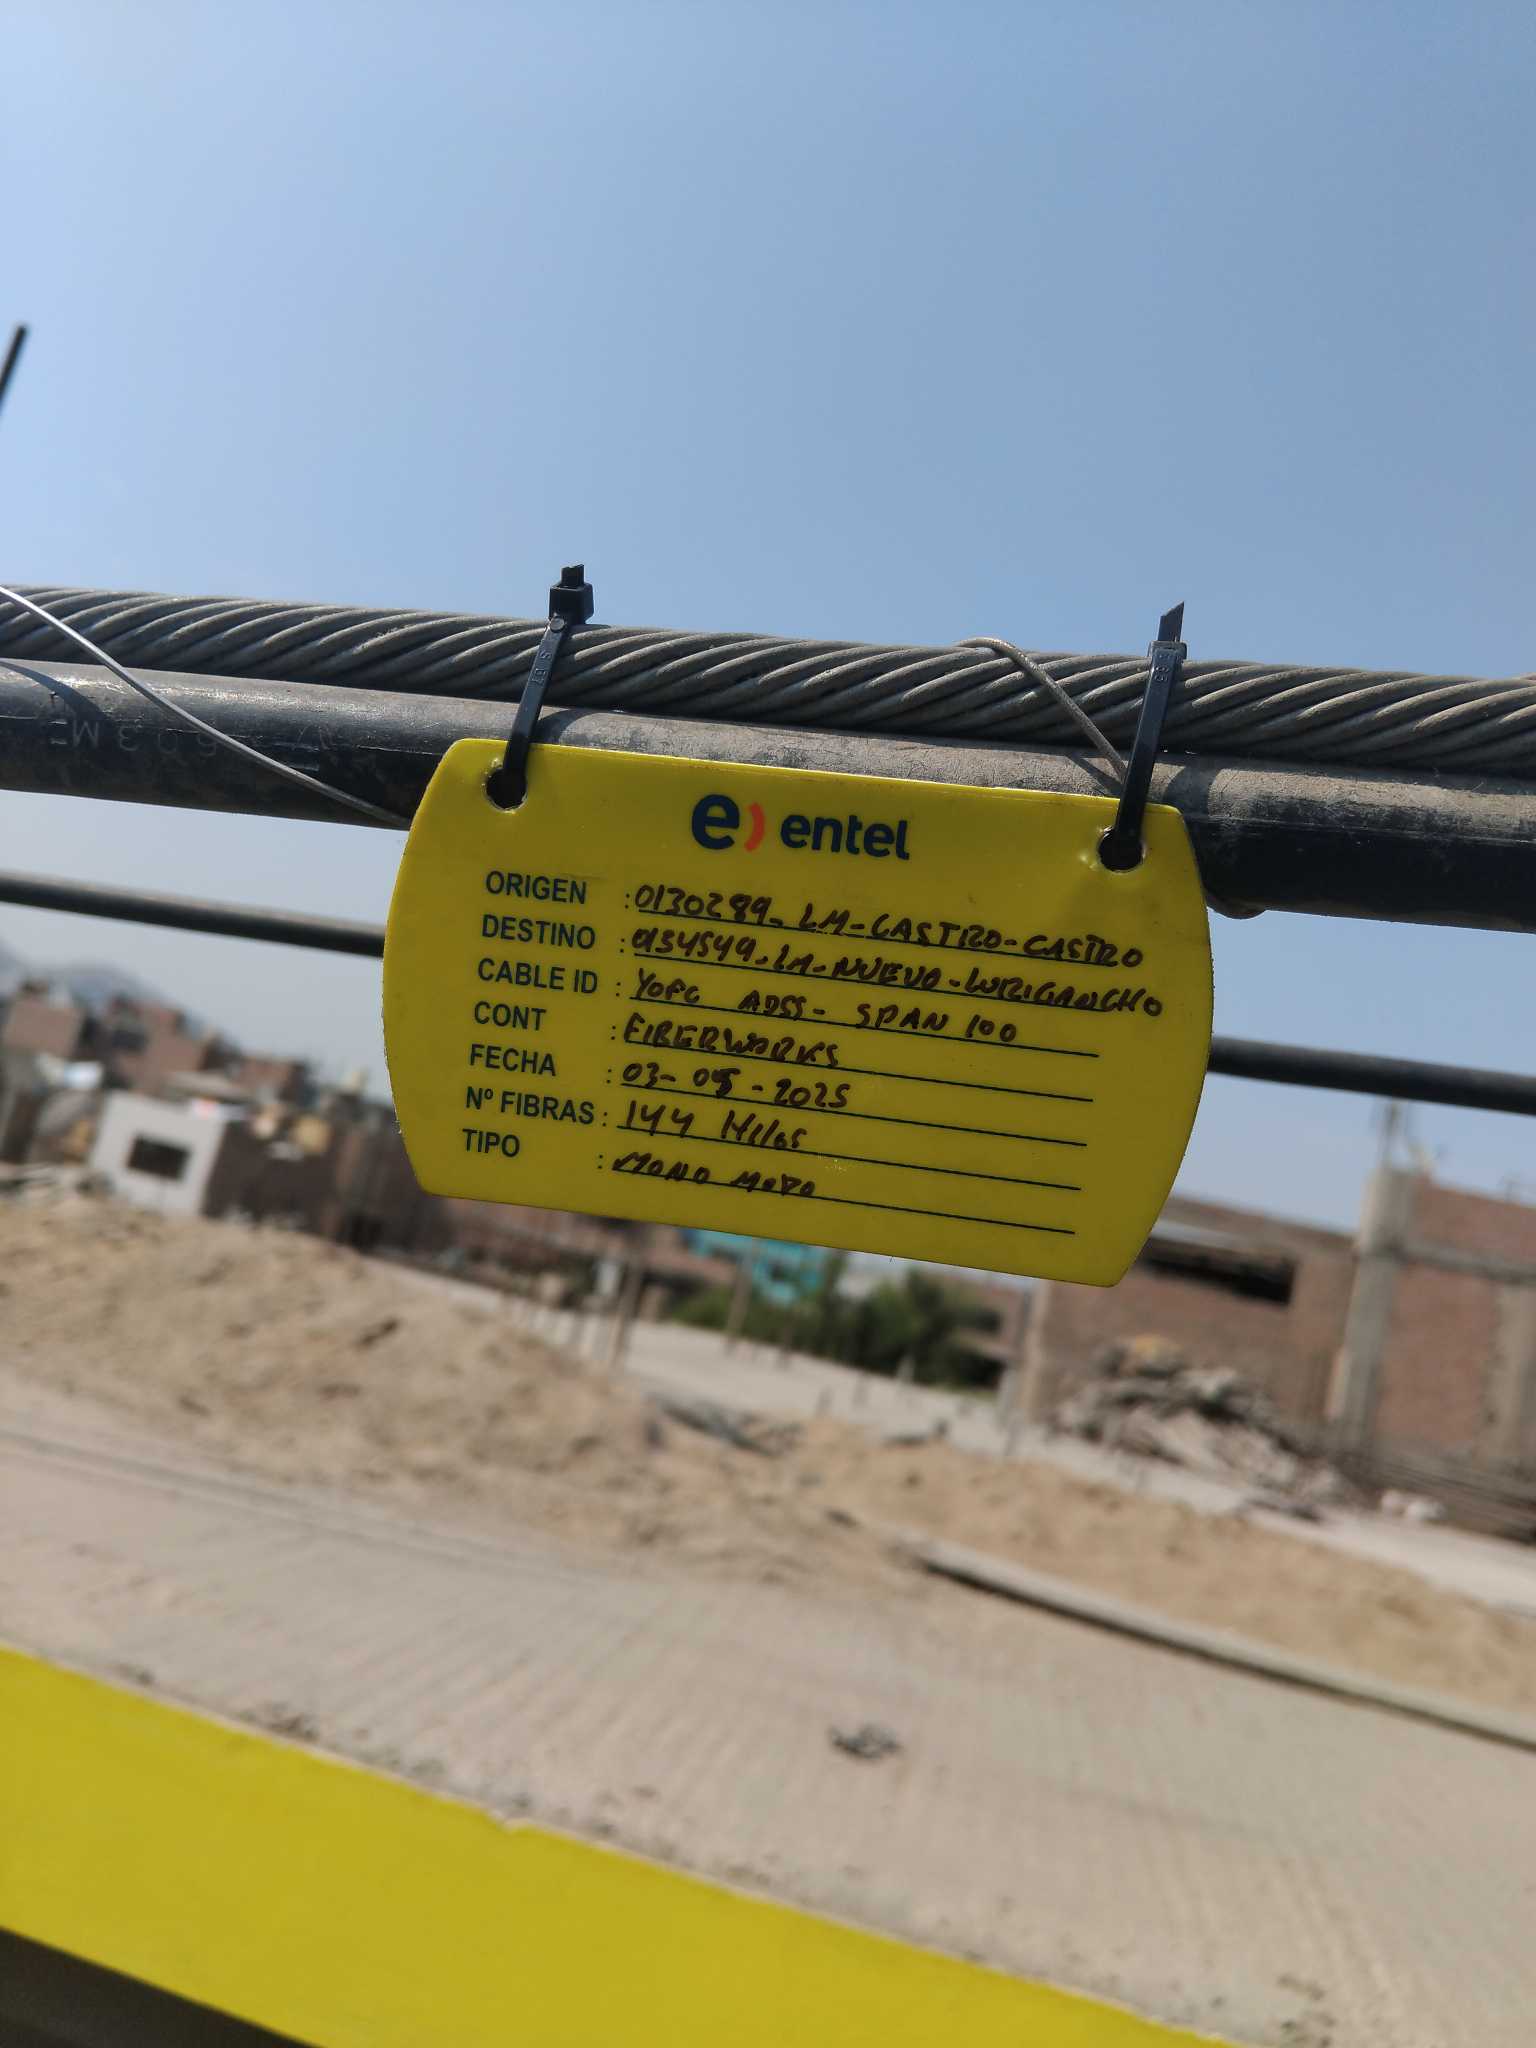 e) entel
ORIGEN : 0130289_LM-CASTRO-CASTRO
DESTINO : 0134549_LM-NUEVO-LURIGANCHO
CABLE ID : YOFC ADSS- SPAN 100
CONT : FIBERWORKS
FECHA : 03-05-2025
Nº FIBRAS : 144 Hilos
TIPO : MONO MODO